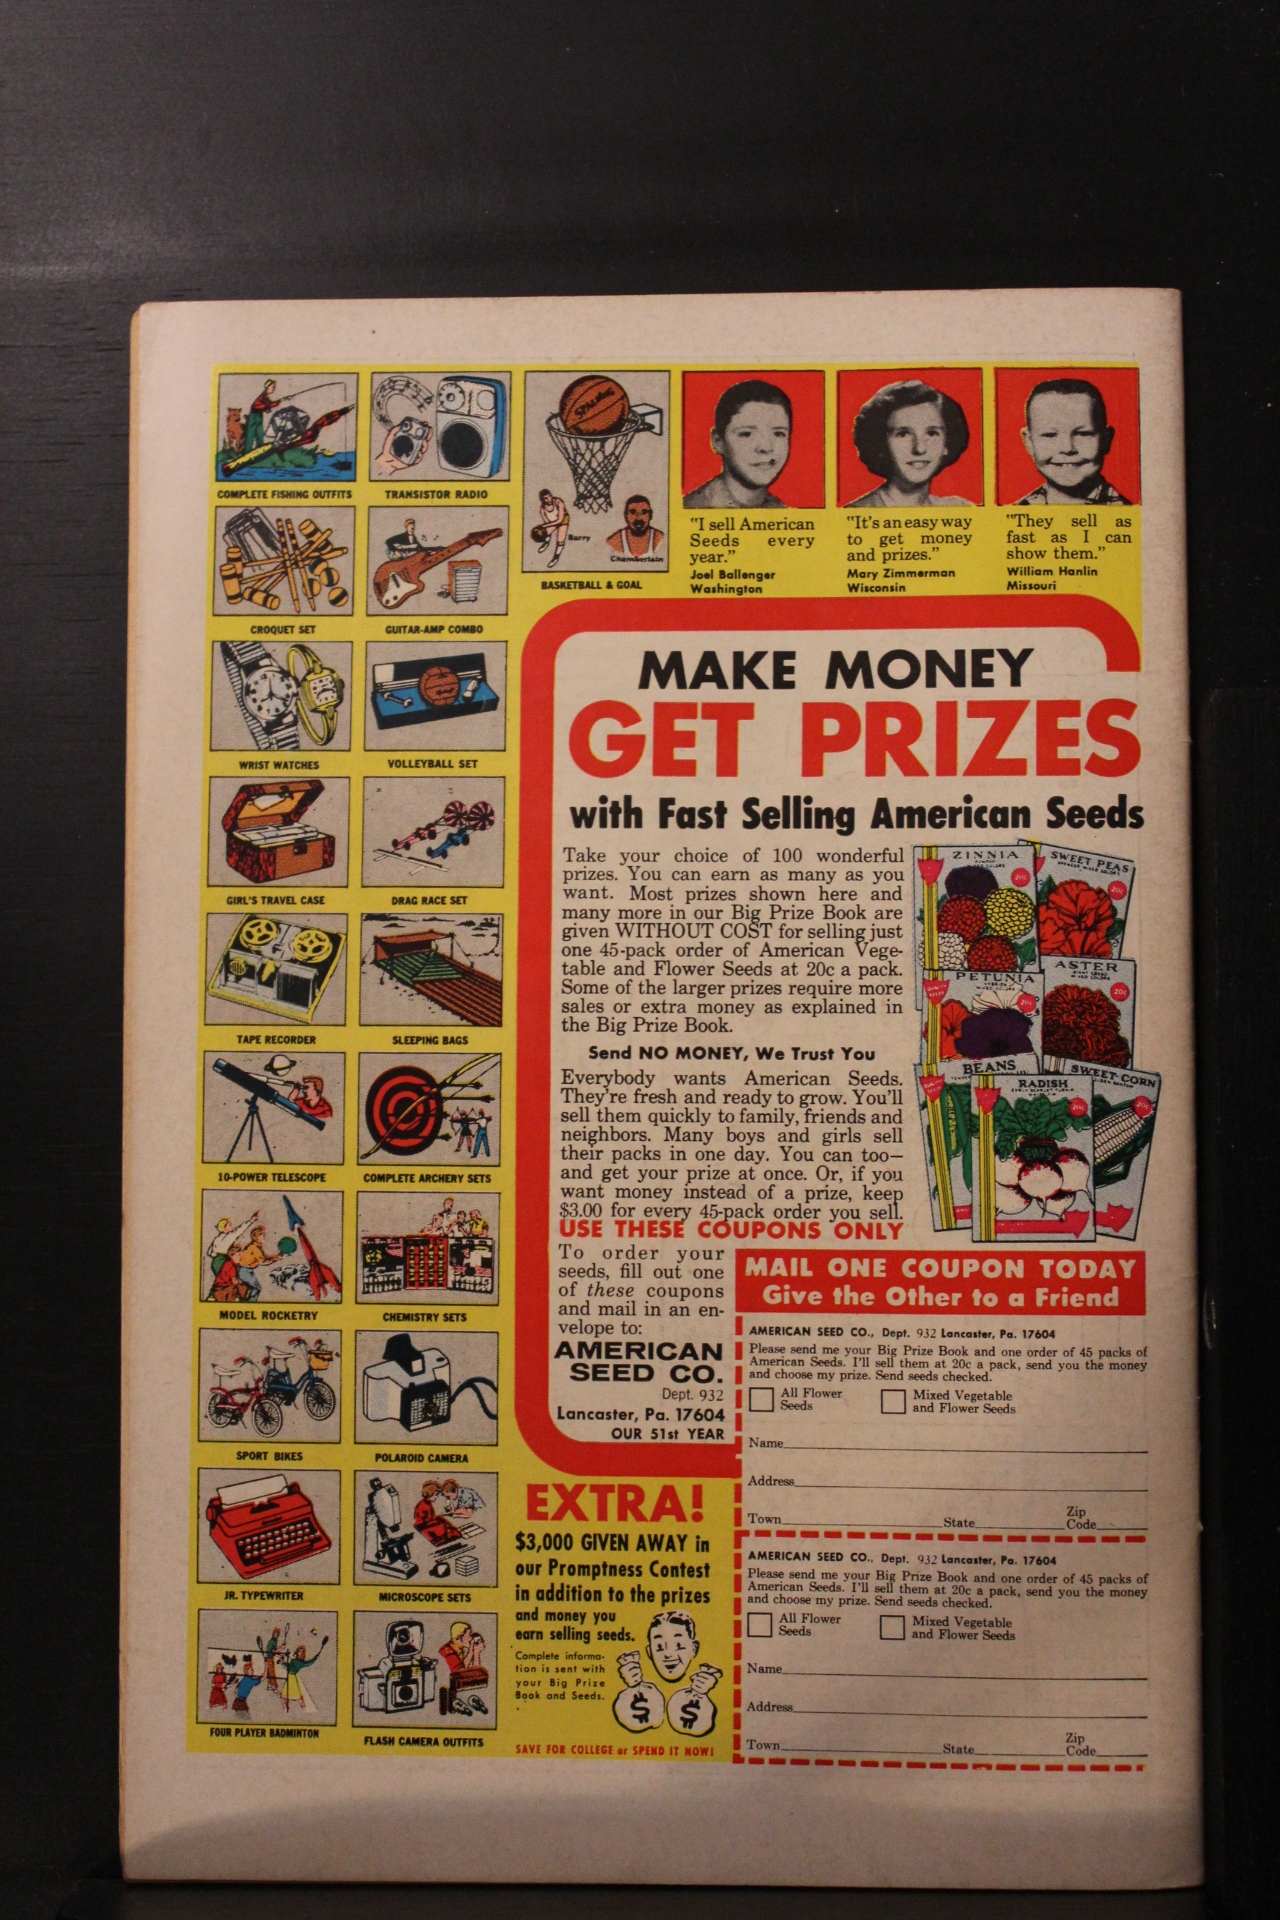 COMPLETE FISHING OUTFITS
TRANSISTOR RADIO
SPALDING
Barry
Chamberlain
BASKETBALL & GOAL
"I sell American
Seeds every
year."
Joel Ballenger
Washington
"It's an easy way
to get money
and prizes."
Mary Zimmerman
Wisconsin
"They sell as
fast as I can
show them."
William Hanlin
Missouri
CROQUET SET
GUITAR-AMP COMBO
WRIST WATCHES
VOLLEYBALL SET
GIRL'S TRAVEL CASE
DRAG RACE SET
TAPE RECORDER
SLEEPING BAGS
10-POWER TELESCOPE
COMPLETE ARCHERY SETS
MODEL ROCKETRY
CHEMISTRY SETS
SPORT BIKES
POLAROID CAMERA
JR. TYPEWRITER
MICROSCOPE SETS
FOUR PLAYER BADMINTON
FLASH CAMERA OUTFITS
MAKE MONEY
GET PRIZES
with Fast Selling American Seeds
Take your choice of 100 wonderful
prizes. You can earn as many as you
want. Most prizes shown here and
many more in our Big Prize Book are
given WITHOUT COST for selling just
one 45-pack order of American Vege-
table and Flower Seeds at 20c a pack.
Some of the larger prizes require more
sales or extra money as explained in
the Big Prize Book.
Send NO MONEY, We Trust You
Everybody wants American Seeds.
They're fresh and ready to grow. You'll
sell them quickly to family, friends and
neighbors. Many boys and girls sell
their packs in one day. You can too—
and get your prize at once. Or, if you
want money instead of a prize, keep
$3.00 for every 45-pack order you sell.
USE THESE COUPONS ONLY
ZINNIA
20c
SWEET PEAS
20c
PETUNIA
20c
ASTER
20c
BEANS
RADISH
20c
SWEET CORN
20c
To order your
seeds, fill out one
of these coupons
and mail in an en-
velope to:
AMERICAN
SEED CO.
Dept. 932
Lancaster, Pa. 17604
OUR 51st YEAR
MAIL ONE COUPON TODAY
Give the Other to a Friend
AMERICAN SEED CO., Dept. 932 Lancaster, Pa. 17604
Please send me your Big Prize Book and one order of 45 packs of
American Seeds. I'll sell them at 20c a pack, send you the money
and choose my prize. Send seeds checked.
All Flower
Seeds
Mixed Vegetable
and Flower Seeds
Name
Address
Town State Zip
Code
AMERICAN SEED CO., Dept. 932 Lancaster, Pa. 17604
Please send me your Big Prize Book and one order of 45 packs of
American Seeds. I'll sell them at 20c a pack, send you the money
and choose my prize. Send seeds checked.
All Flower
Seeds
Mixed Vegetable
and Flower Seeds
Name
Address
Town State Zip
Code
EXTRA!
$3,000 GIVEN AWAY in
our Promptness Contest
in addition to the prizes
and money you
earn selling seeds.
Complete informa-
tion is sent with
your Big Prize
Book and Seeds.
$ $
SAVE FOR COLLEGE or SPEND IT NOW!